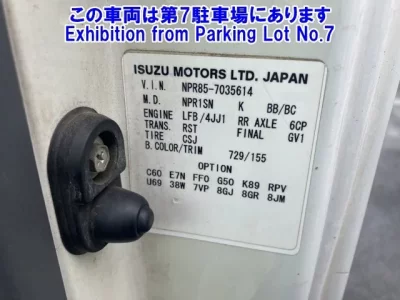 この車両は第7駐車場にあります
Exhibition from Parking Lot No.7
ISUZU MOTORS LTD. JAPAN
V.I.N. NPR85-7035614
M.D. NPR1SN K BB/BC
ENGINE LFB/4JJ1 RR AXLE 6CP
TRANS. RST FINAL GV1
TIRE CSJ
B.COLOR/TRIM 729/155
OPTION
C60 E7N FF0 G50 K89 RPV
U69 38W 7VP 8GJ 8GR 8JM